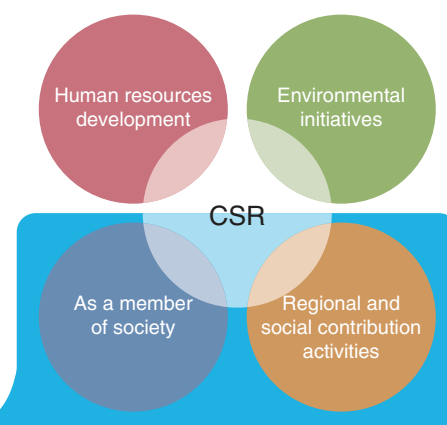 Human resources
development
Environmental
initiatives
CSR
As a member
of society
Regional and
social contribution
activities